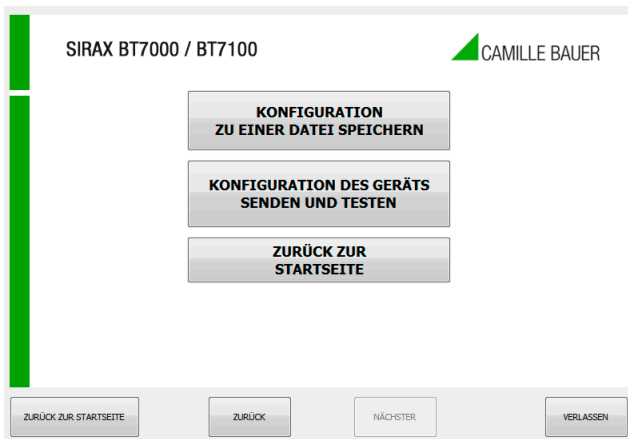 SIRAX BT7000 / BT7100
CAMILLE BAUER
KONFIGURATION
ZU EINER DATEI SPEICHERN
KONFIGURATION DES GERÄTS
SENDEN UND TESTEN
ZURÜCK ZUR
STARTSEITE
ZURÜCK ZUR STARTSEITE
ZURÜCK
NÄCHSTER
VERLASSEN